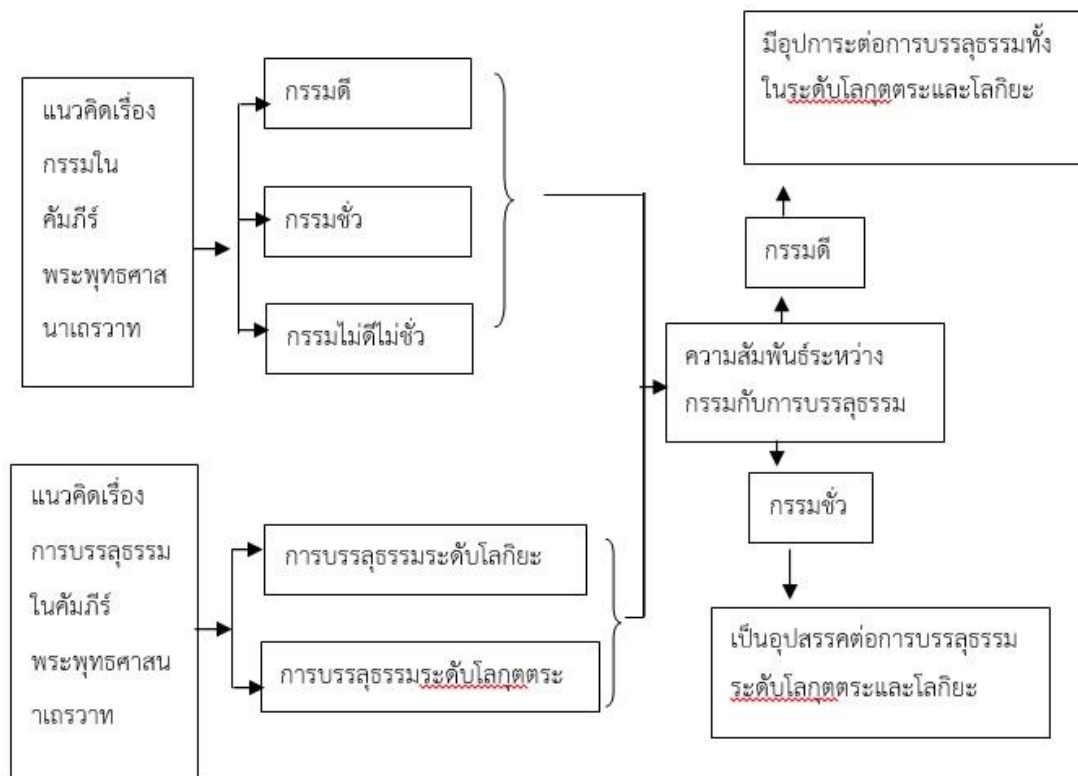 แนวคิดเรื่อง
กรรมใน
คัมภีร์
พระพุทธศาส
นาเถรวาท
กรรมดี
กรรมชั่ว
กรรมไม่ดีไม่ชั่ว
แนวคิดเรื่อง
การบรรลุธรรม
ในคัมภีร์
พระพุทธศาสน
าเถรวาท
การบรรลุธรรมระดับโลกิยะ
การบรรลุธรรมระดับโลกุตตระ
มีอุปการะต่อการบรรลุธรรมทั้ง
ในระดับโลกุตตระและโลกิยะ
กรรมดี
ความสัมพันธ์ระหว่าง
กรรมกับการบรรลุธรรม
กรรมชั่ว
เป็นอุปสรรคต่อการบรรลุธรรม
ระดับโลกุตตระและโลกิยะ